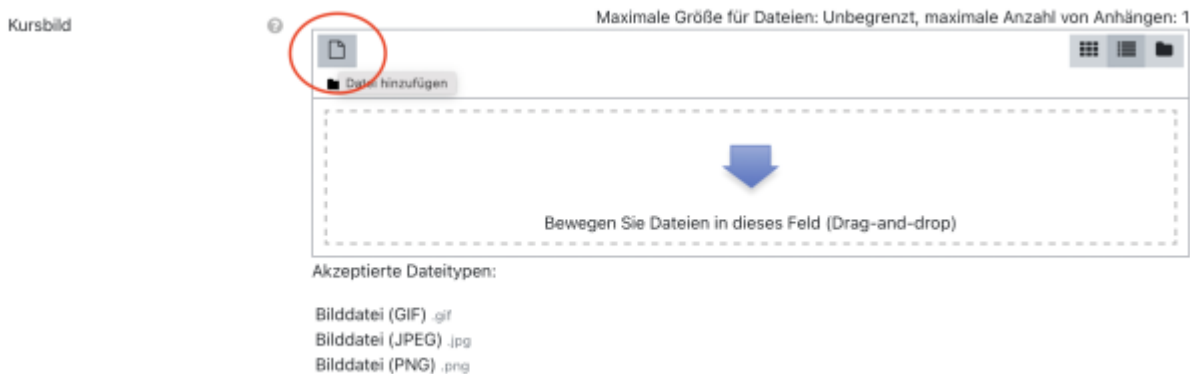 Kursbild
Maximale Größe für Dateien: Unbegrenzt, maximale Anzahl von Anhängen: 1
Datei hinzufügen
Bewegen Sie Dateien in dieses Feld (Drag-and-drop)
Akzeptierte Dateitypen:
Bilddatei (GIF) .gif
Bilddatei (JPEG) .jpg
Bilddatei (PNG) .png